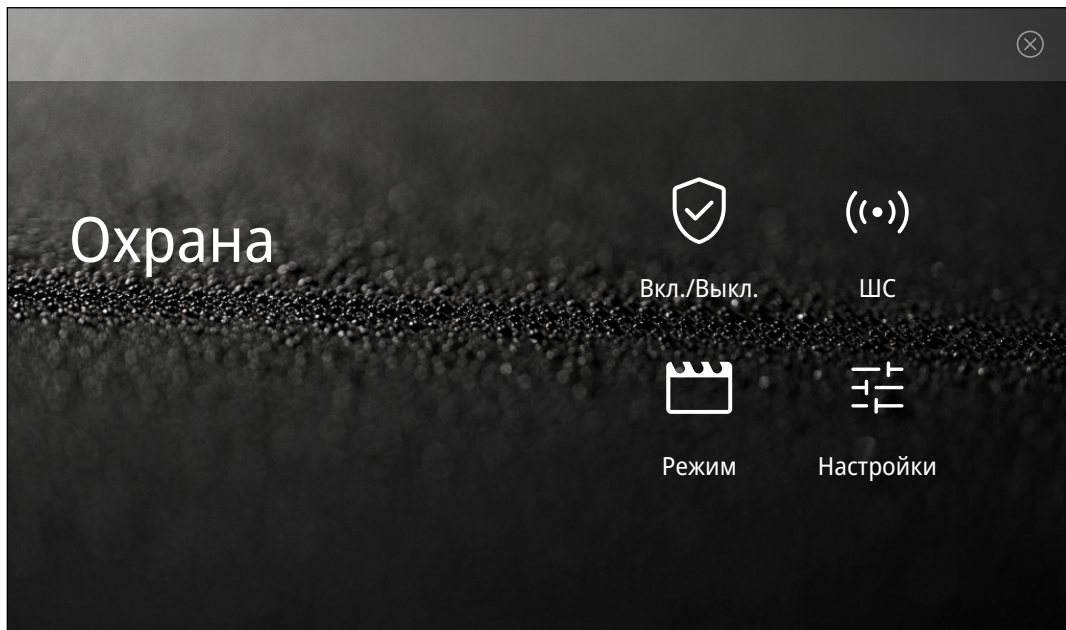 Охрана
Вкл./Выкл.
ШС
Режим
Настройки